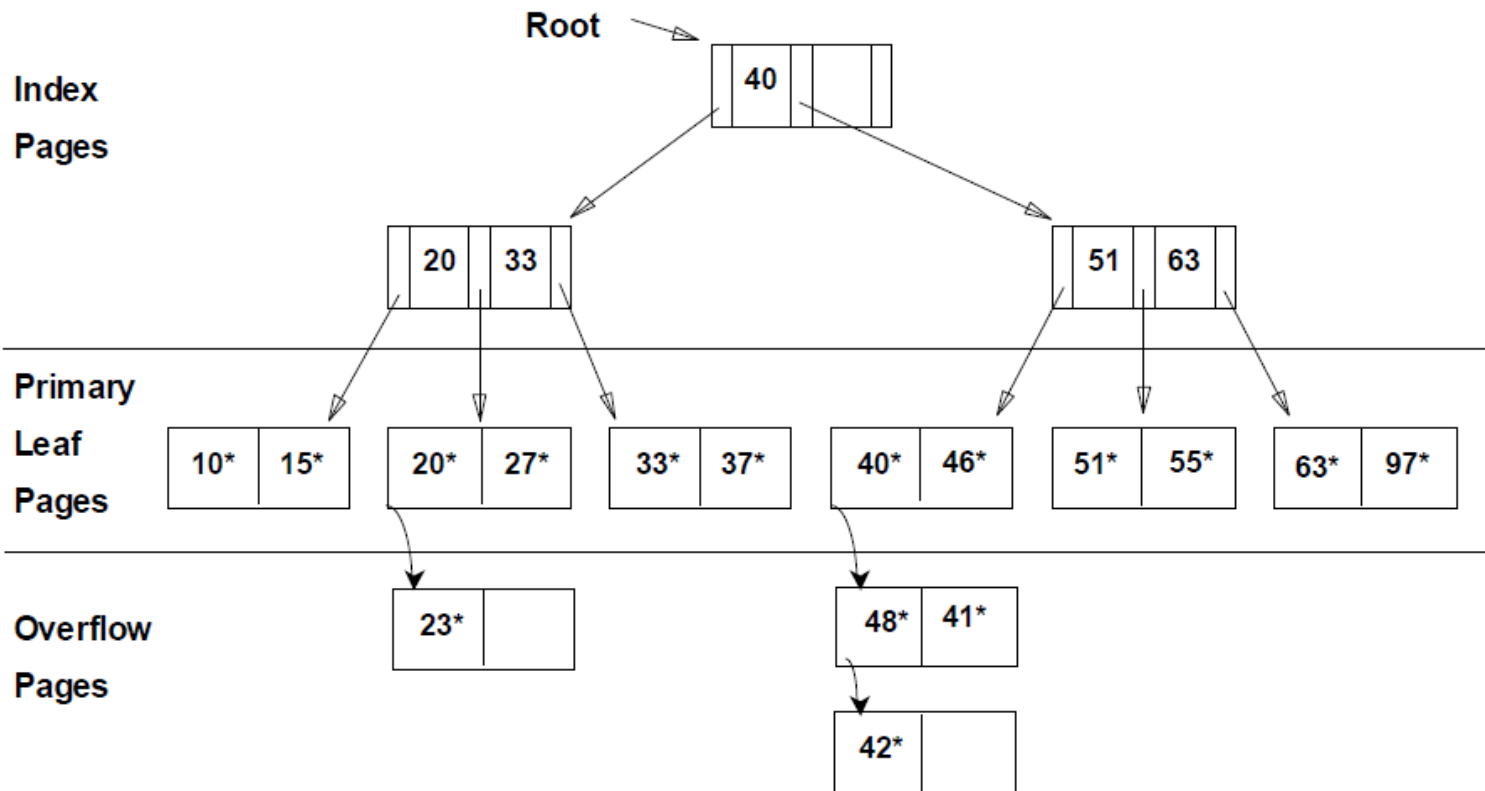 Root
Index
Pages
40
20 33
51 63
Primary
Leaf
Pages
10* 15*
20* 27*
33* 37*
40* 46*
51* 55*
63* 97*
Overflow
Pages
23*
48* 41*
42*